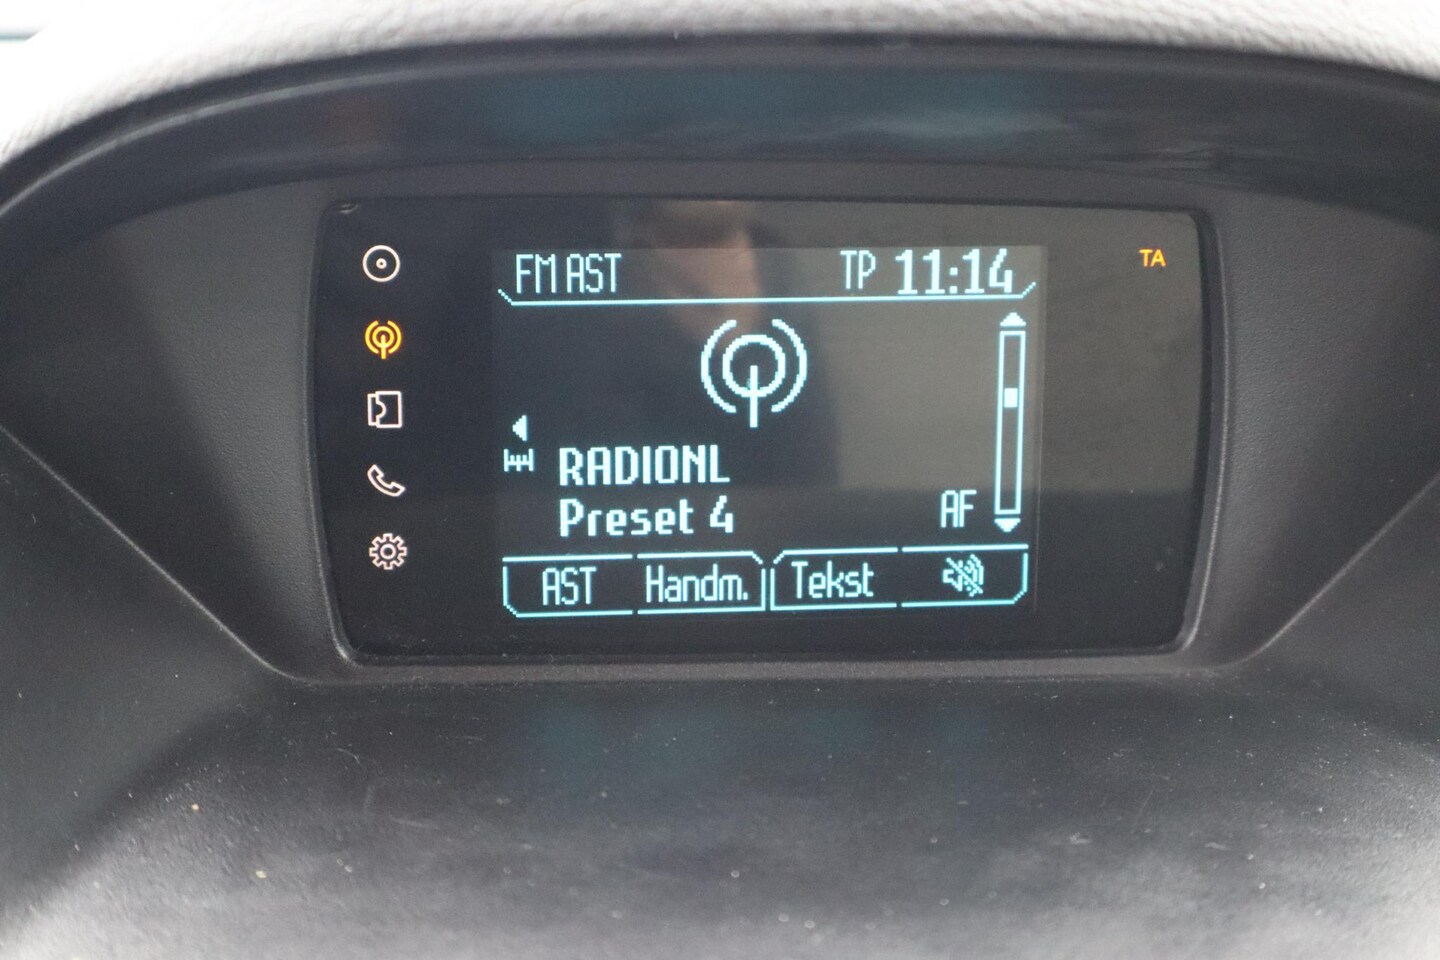 FM AST TP 11:14 TA
RADIONL
Preset 4 AF
AST Handm. Tekst